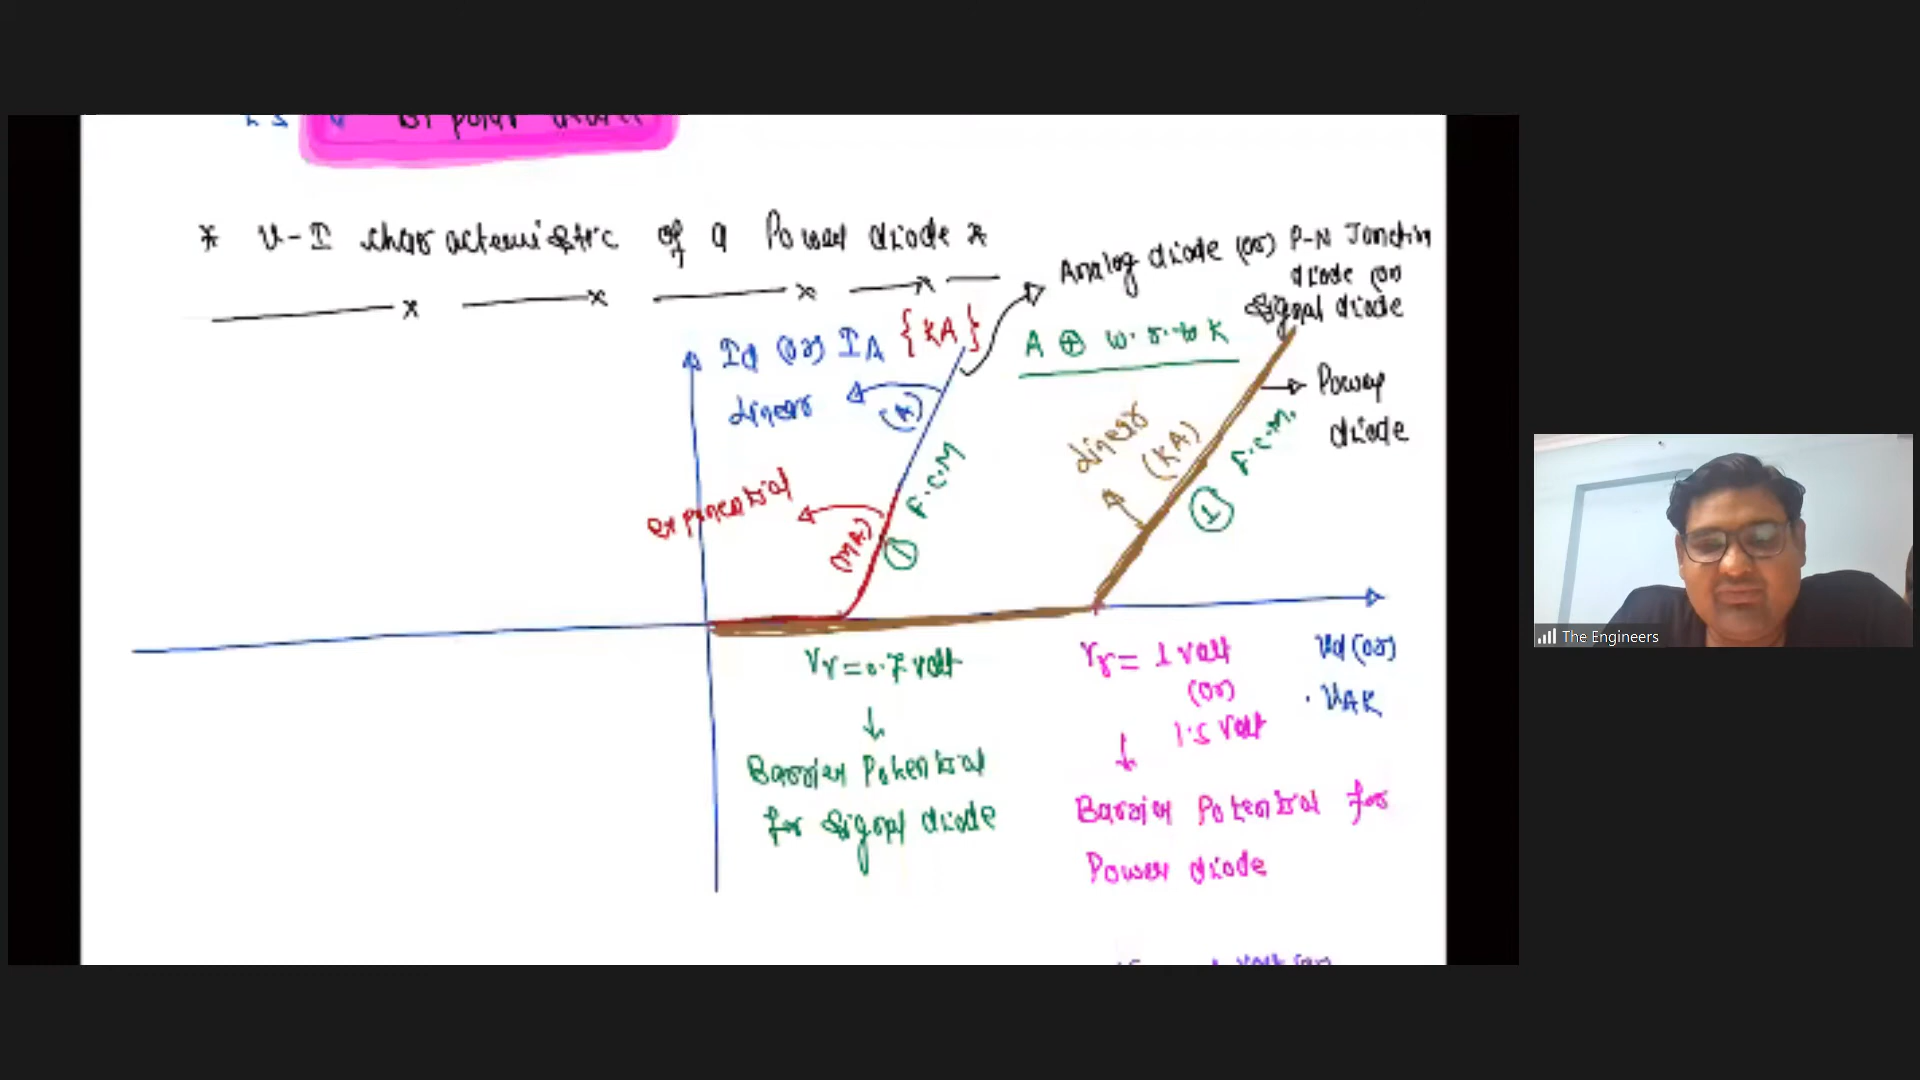 * V-I characteristic of a Power diode *
Analog diode (or) P-N Junction
diode (or)
Signal diode
Id (or) IA {KA}
A ⊕ w.r.to K
Power
diode
linear
(A)
linear
(KA)
F.C.M.
1
F.C.M
exponential
(mA)
1
Vγ = 0.7 volt
↓
Barrier Potential
for signal diode
Vγ = 1 volt
(or)
1.5 volt
↓
Barrier Potential for
Power diode
Vd (or)
VAK
The Engineers